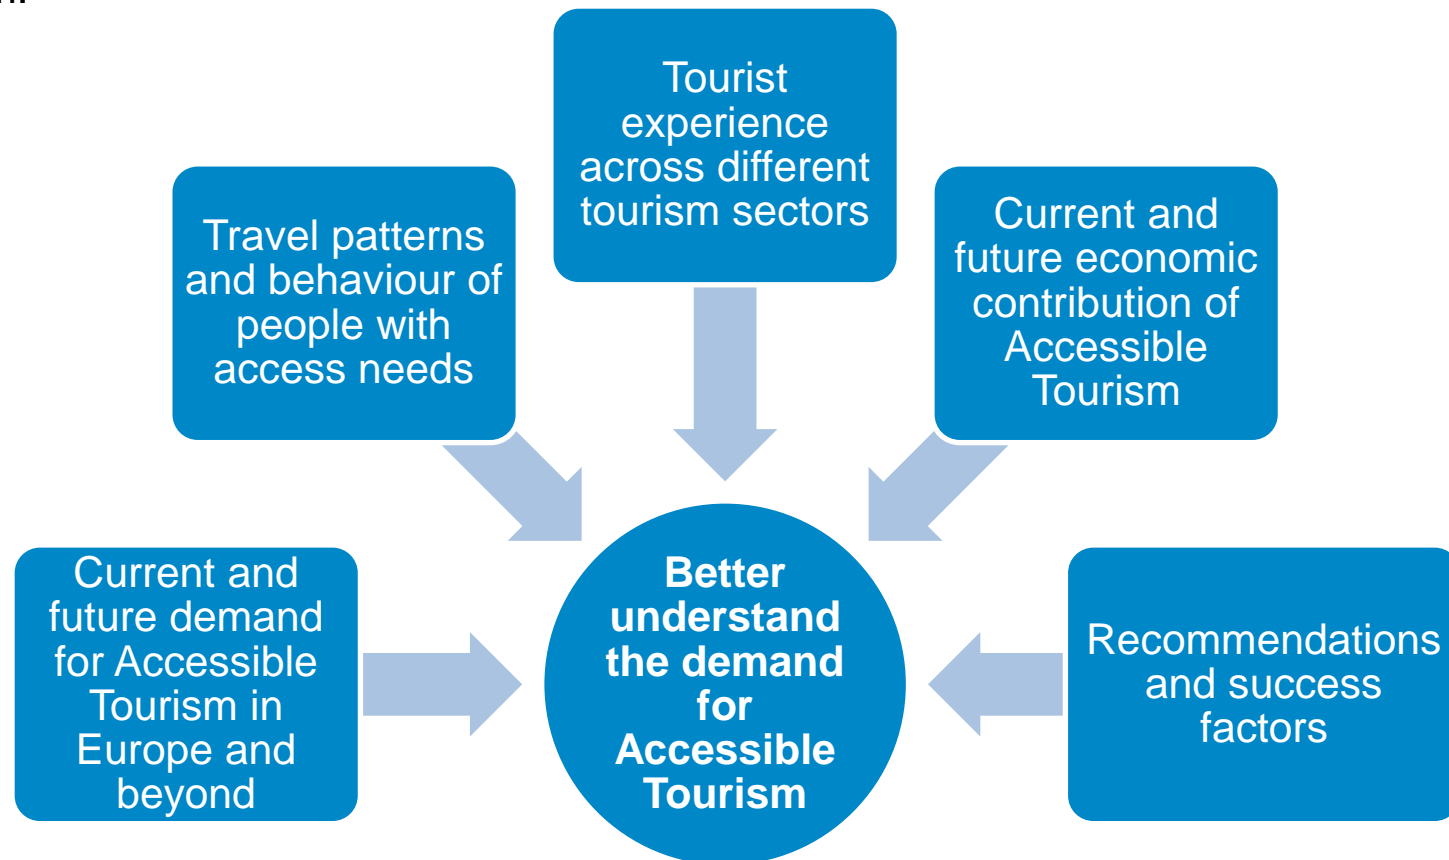 Tourist
experience
across different
tourism sectors
Travel patterns
and behaviour of
people with
access needs
Current and
future economic
contribution of
Accessible
Tourism
Current and
future demand
for Accessible
Tourism in
Europe and
beyond
Better
understand
the demand
for
Accessible
Tourism
Recommendations
and success
factors